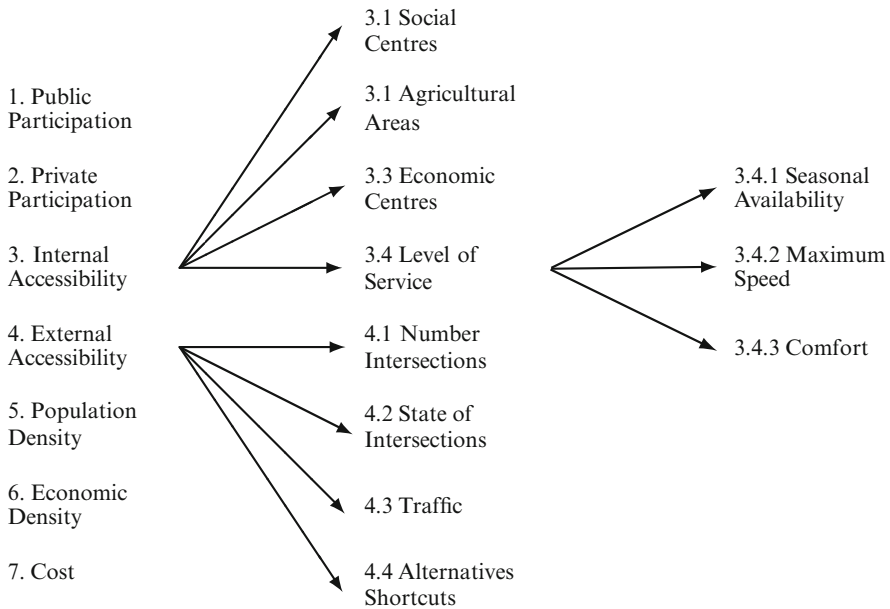 1. Public
Participation
2. Private
Participation
3. Internal
Accessibility
4. External
Accessibility
5. Population
Density
6. Economic
Density
7. Cost
3.1 Social
Centres
3.1 Agricultural
Areas
3.3 Economic
Centres
3.4 Level of
Service
4.1 Number
Intersections
4.2 State of
Intersections
4.3 Traffic
4.4 Alternatives
Shortcuts
3.4.1 Seasonal
Availability
3.4.2 Maximum
Speed
3.4.3 Comfort